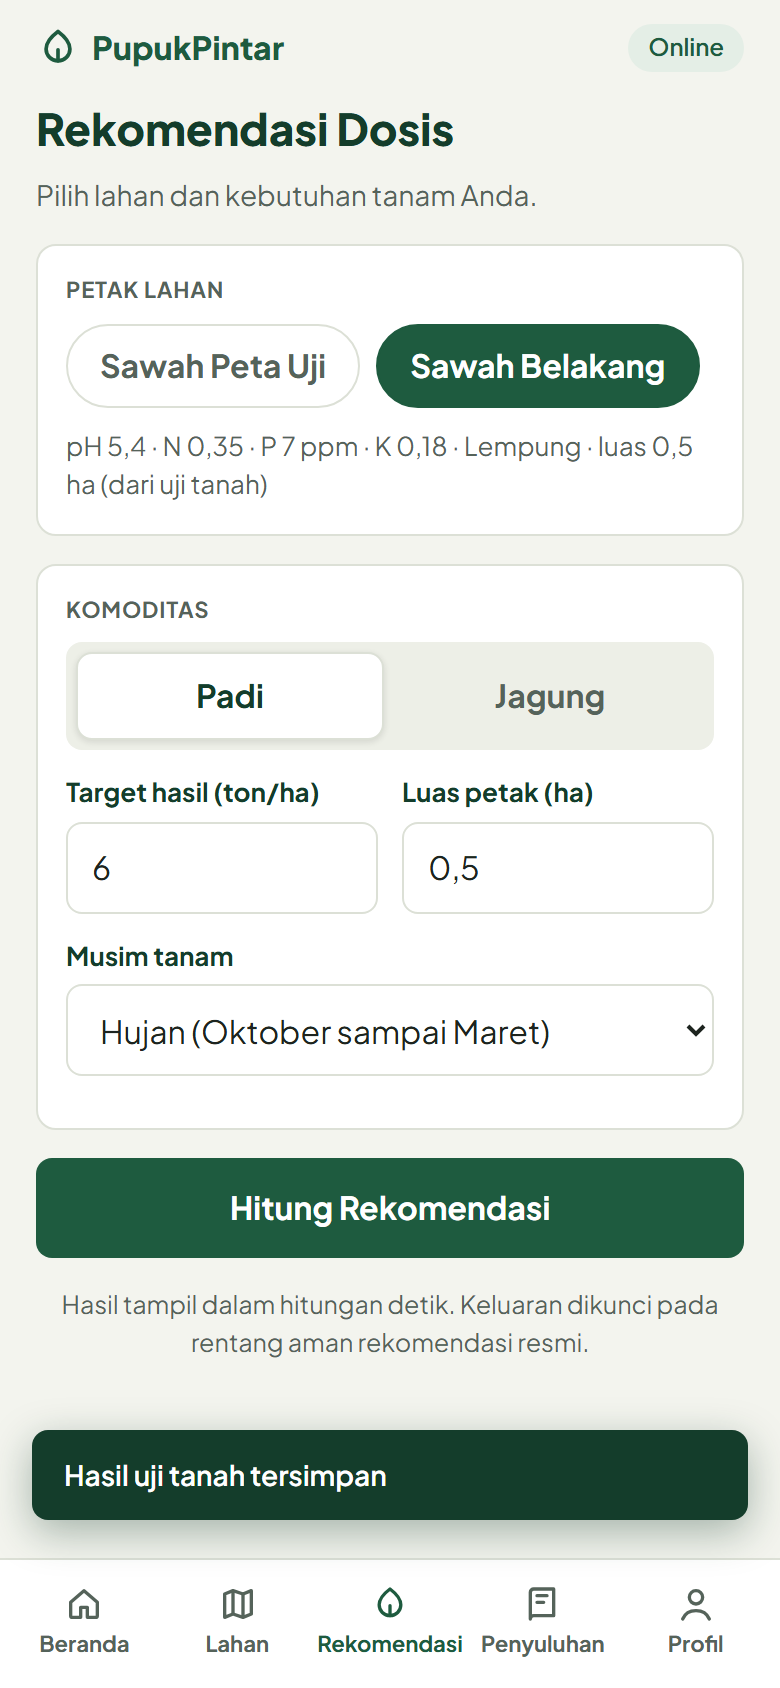 PupukPintar
Online
Rekomendasi Dosis
Pilih lahan dan kebutuhan tanam Anda.
PETAK LAHAN
Sawah Peta Uji
Sawah Belakang
pH 5,4 · N 0,35 · P 7 ppm · K 0,18 · Lempung · luas 0,5
ha (dari uji tanah)
KOMODITAS
Padi
Jagung
Target hasil (ton/ha)
Luas petak (ha)
6
0,5
Musim tanam
Hujan (Oktober sampai Maret)
Hitung Rekomendasi
Hasil tampil dalam hitungan detik. Keluaran dikunci pada
rentang aman rekomendasi resmi.
Hasil uji tanah tersimpan
Beranda
Lahan
Rekomendasi
Penyuluhan
Profil